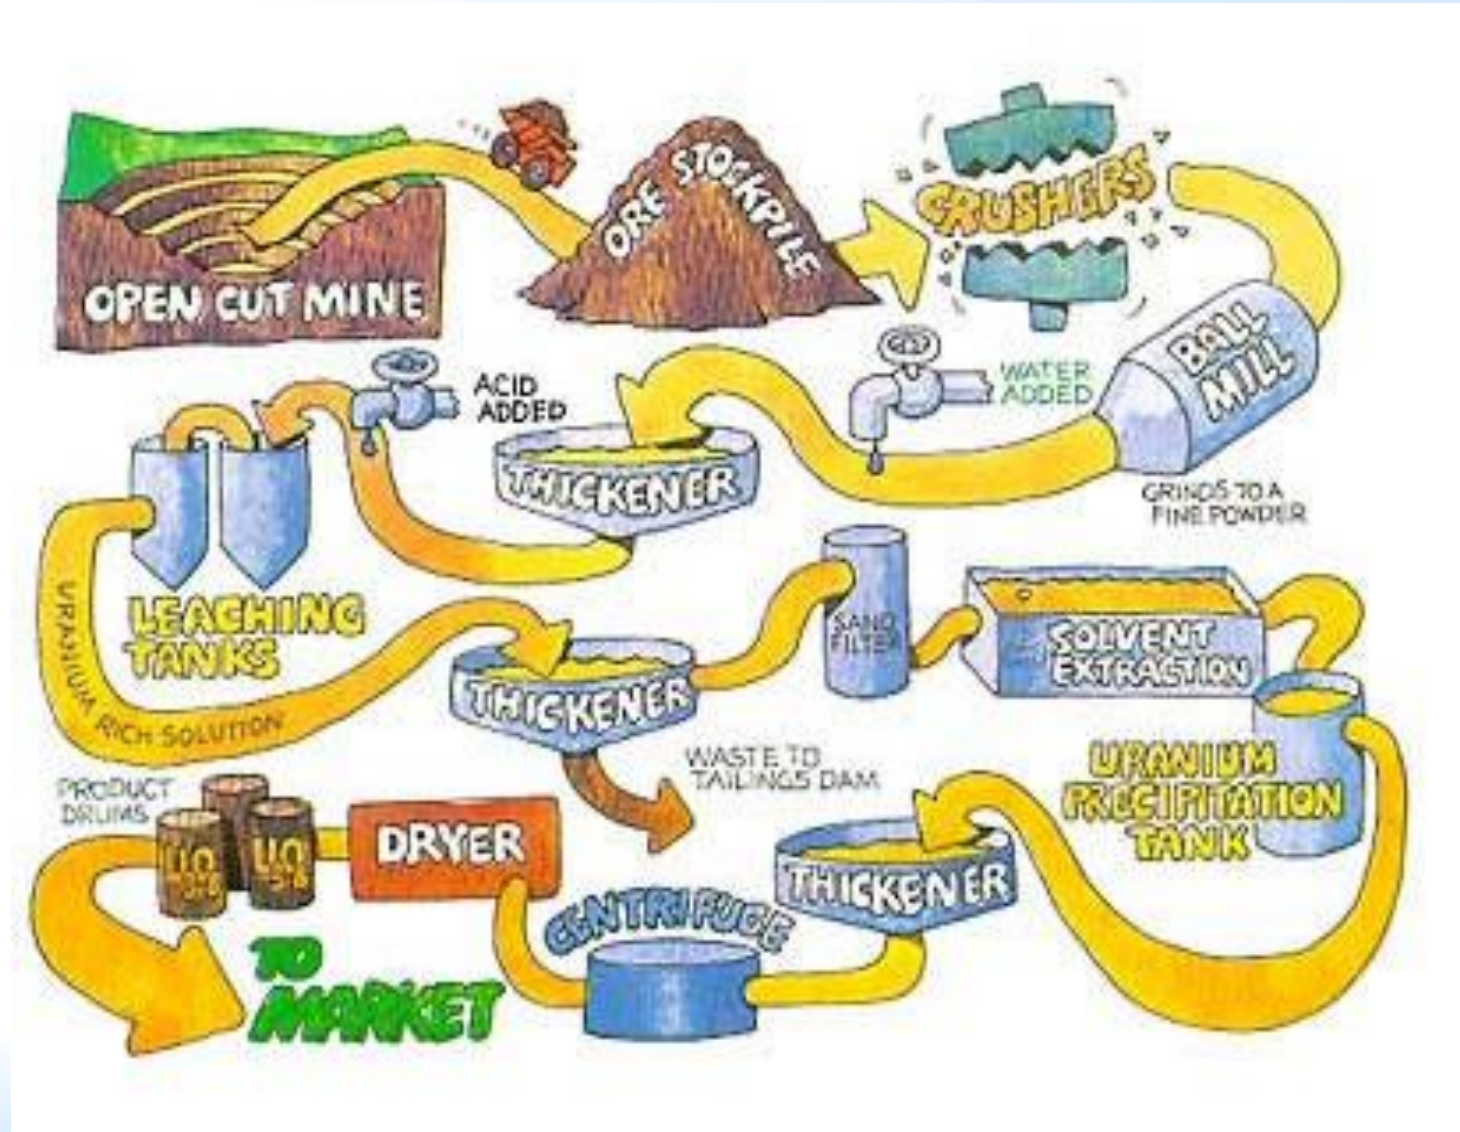 OPEN CUT MINE
ORE STOCKPILE
CRUSHERS
BALL
MILL
GRINDS TO A
FINE POWDER
WATER
ADDED
THICKENER
ACID
ADDED
LEACHING
TANKS
URANIUM RICH SOLUTION
THICKENER
WASTE TO
TAILINGS DAM
SAND
FILTER
SOLVENT
EXTRACTION
URANIUM
PRECIPITATION
TANK
THICKENER
CENTRIFUGE
DRYER
PRODUCT
DRUMS
TO
MARKET